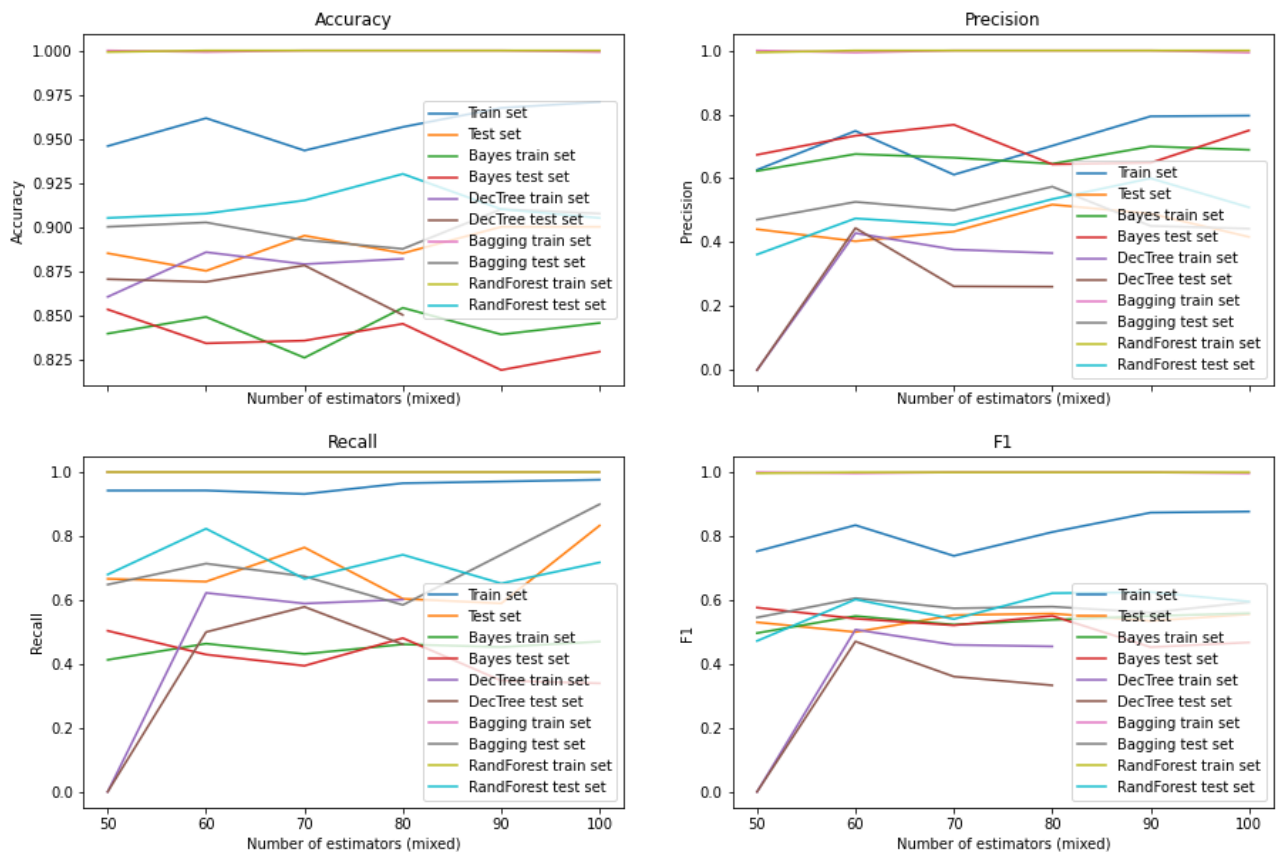 Accuracy
1.000
0.975
0.950
0.925
0.900
0.875
0.850
0.825
Accuracy
Number of estimators (mixed)
Train set
Test set
Bayes train set
Bayes test set
DecTree train set
DecTree test set
Bagging train set
Bagging test set
RandForest train set
RandForest test set
Precision
1.0
0.8
0.6
0.4
0.2
0.0
Precision
Number of estimators (mixed)
Train set
Test set
Bayes train set
Bayes test set
DecTree train set
DecTree test set
Bagging train set
Bagging test set
RandForest train set
RandForest test set
Recall
1.0
0.8
0.6
0.4
0.2
0.0
Recall
50 60 70 80 90 100
Number of estimators (mixed)
Train set
Test set
Bayes train set
Bayes test set
DecTree train set
DecTree test set
Bagging train set
Bagging test set
RandForest train set
RandForest test set
F1
1.0
0.8
0.6
0.4
0.2
0.0
F1
50 60 70 80 90 100
Number of estimators (mixed)
Train set
Test set
Bayes train set
Bayes test set
DecTree train set
DecTree test set
Bagging train set
Bagging test set
RandForest train set
RandForest test set